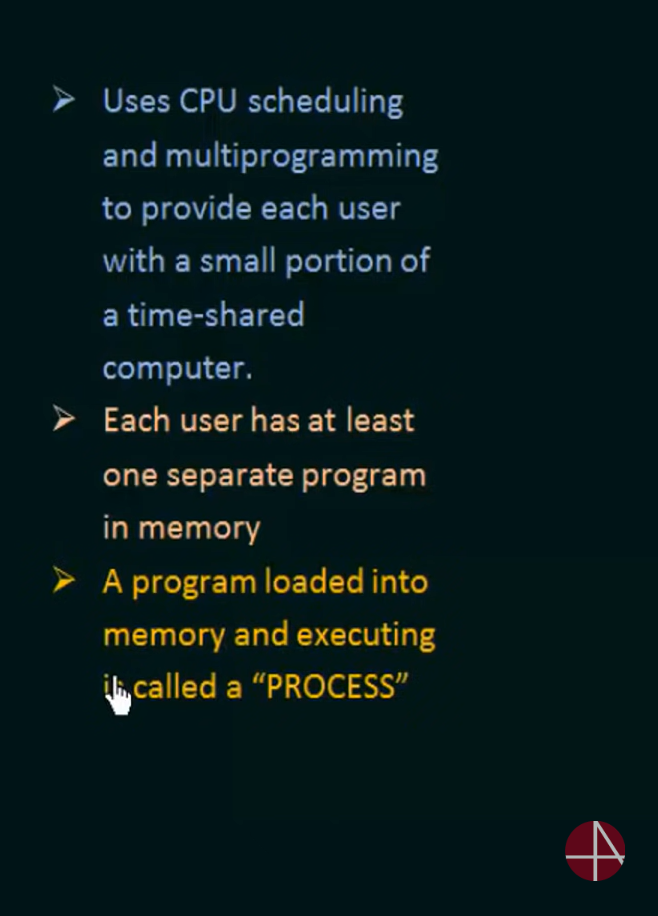 Uses CPU scheduling
and multiprogramming
to provide each user
with a small portion of
a time-shared
computer.
Each user has at least
one separate program
in memory
A program loaded into
memory and executing
called a “PROCESS”